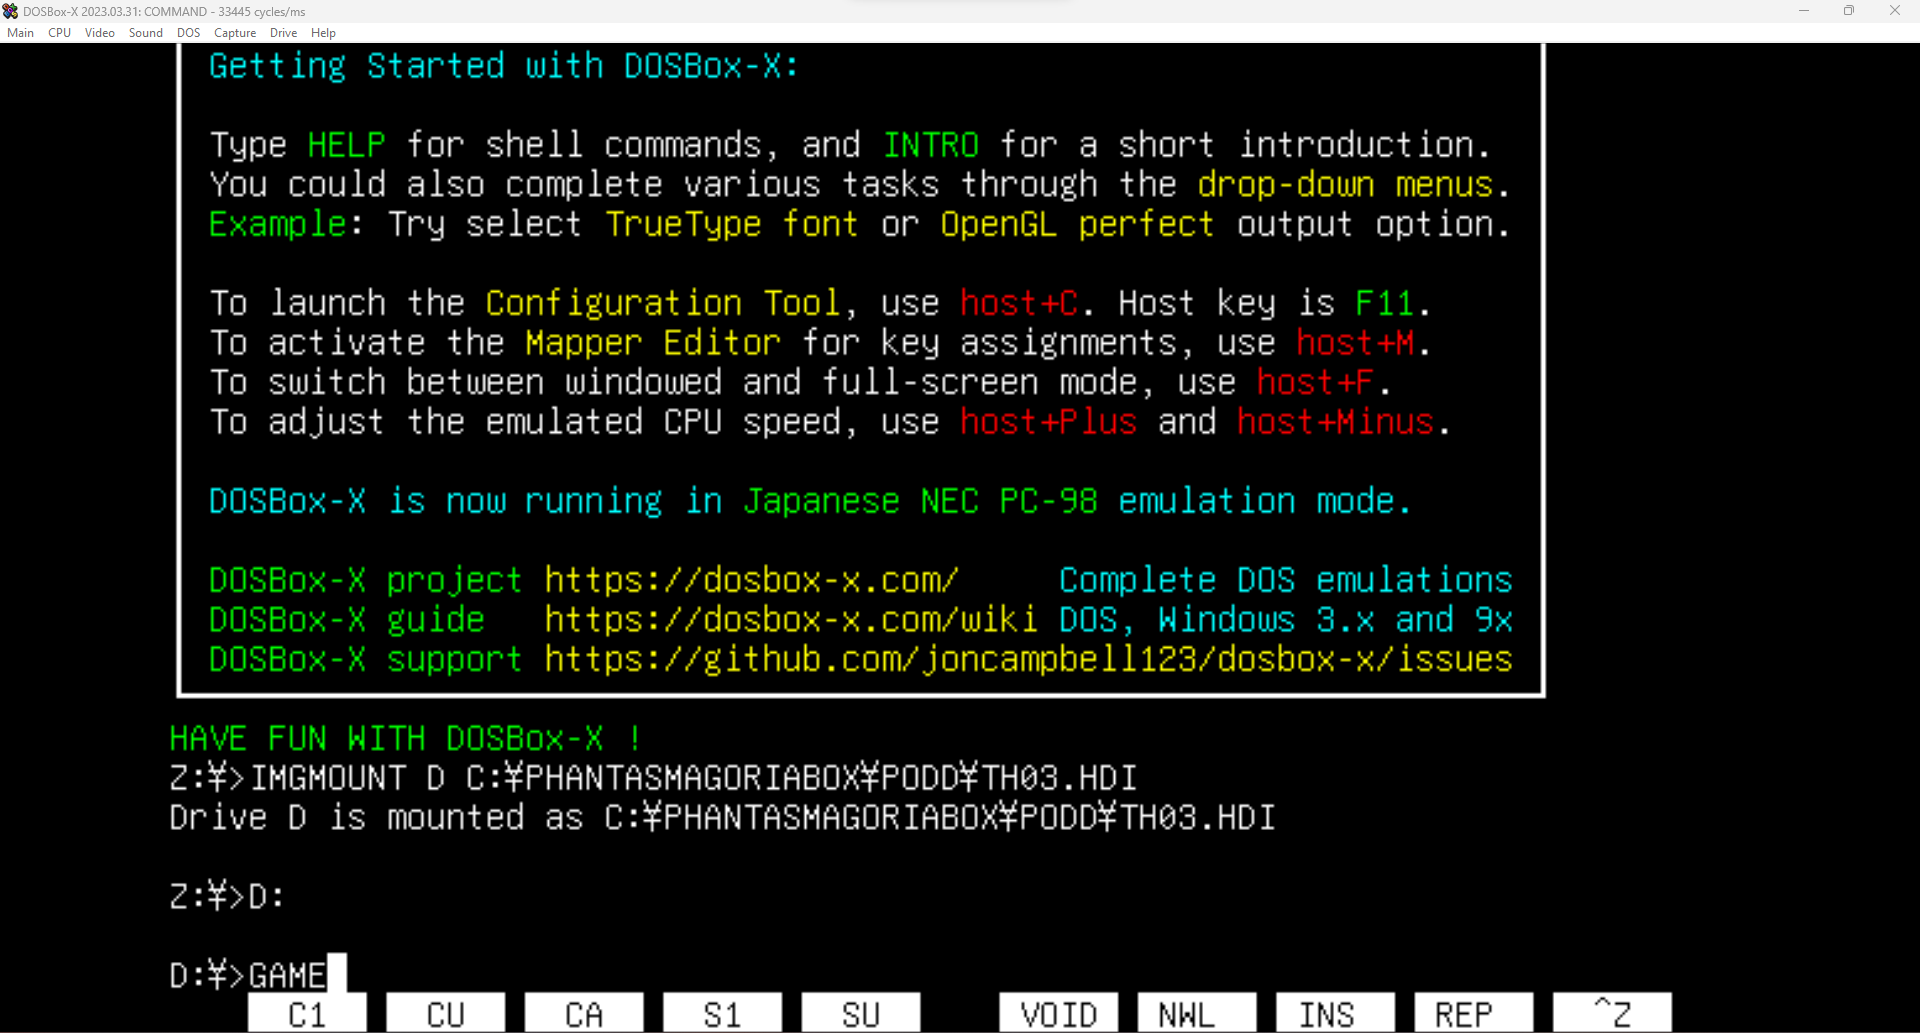 DOSBox-X 2023.03.31: COMMAND - 33445 cycles/ms
Main CPU Video Sound DOS Capture Drive Help
Getting Started with DOSBox-X:
Type HELP for shell commands, and INTRO for a short introduction.
You could also complete various tasks through the drop-down menus.
Example: Try select TrueType font or OpenGL perfect output option.
To launch the Configuration Tool, use host+C. Host key is F11.
To activate the Mapper Editor for key assignments, use host+M.
To switch between windowed and full-screen mode, use host+F.
To adjust the emulated CPU speed, use host+Plus and host+Minus.
DOSBox-X is now running in Japanese NEC PC-98 emulation mode.
DOSBox-X project https://dosbox-x.com/ Complete DOS emulations
DOSBox-X guide https://dosbox-x.com/wiki DOS, Windows 3.x and 9x
DOSBox-X support https://github.com/joncampbell123/dosbox-x/issues
HAVE FUN WITH DOSBox-X !
Z:¥>IMGMOUNT D C:¥PHANTASMAGORIABOX¥PODD¥TH03.HDI
Drive D is mounted as C:¥PHANTASMAGORIABOX¥PODD¥TH03.HDI
Z:¥>D:
D:¥>GAME
C1 CU CA S1 SU VOID NWL INS REP ^Z